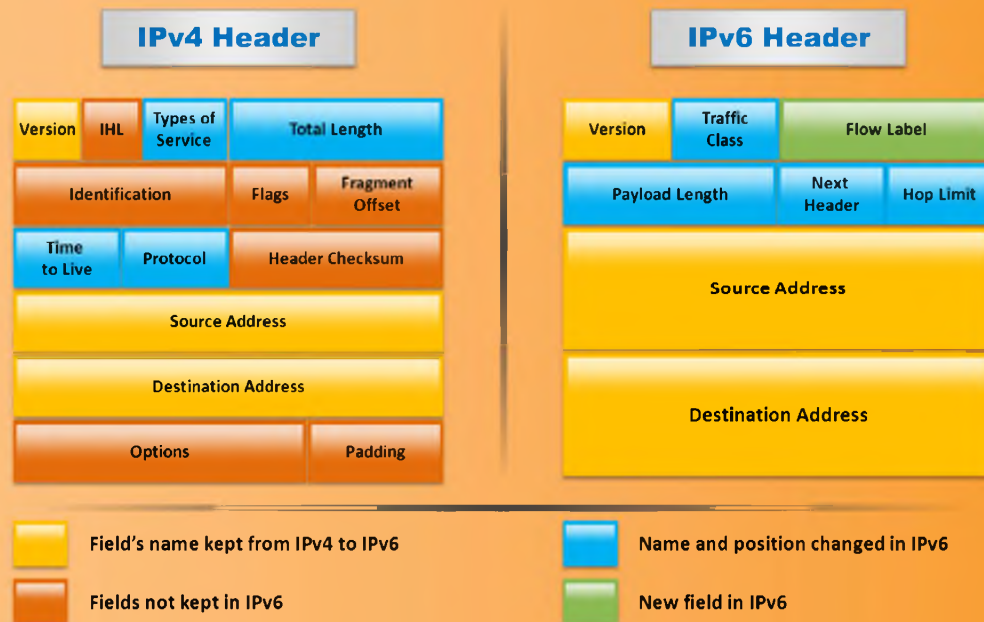 IPv4 Header
IPv6 Header
Version
IHL
Types of
Service
Total Length
Identification
Flags
Fragment
Offset
Time
to Live
Protocol
Header Checksum
Source Address
Destination Address
Options
Padding
Version
Traffic
Class
Flow Label
Payload Length
Next
Header
Hop Limit
Source Address
Destination Address
Field's name kept from IPv4 to IPv6
Fields not kept in IPv6
Name and position changed in IPv6
New field in IPv6